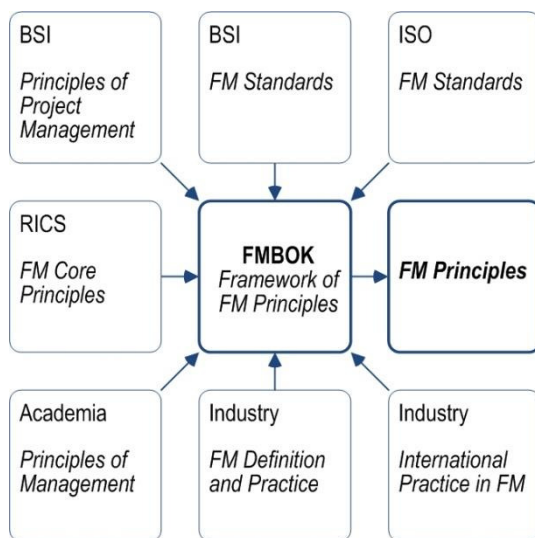 BSI
Principles of
Project
Management
BSI
FM Standards
ISO
FM Standards
RICS
FM Core
Principles
FMBOK
Framework of
FM Principles
FM Principles
Academia
Principles of
Management
Industry
FM Definition
and Practice
Industry
International
Practice in FM